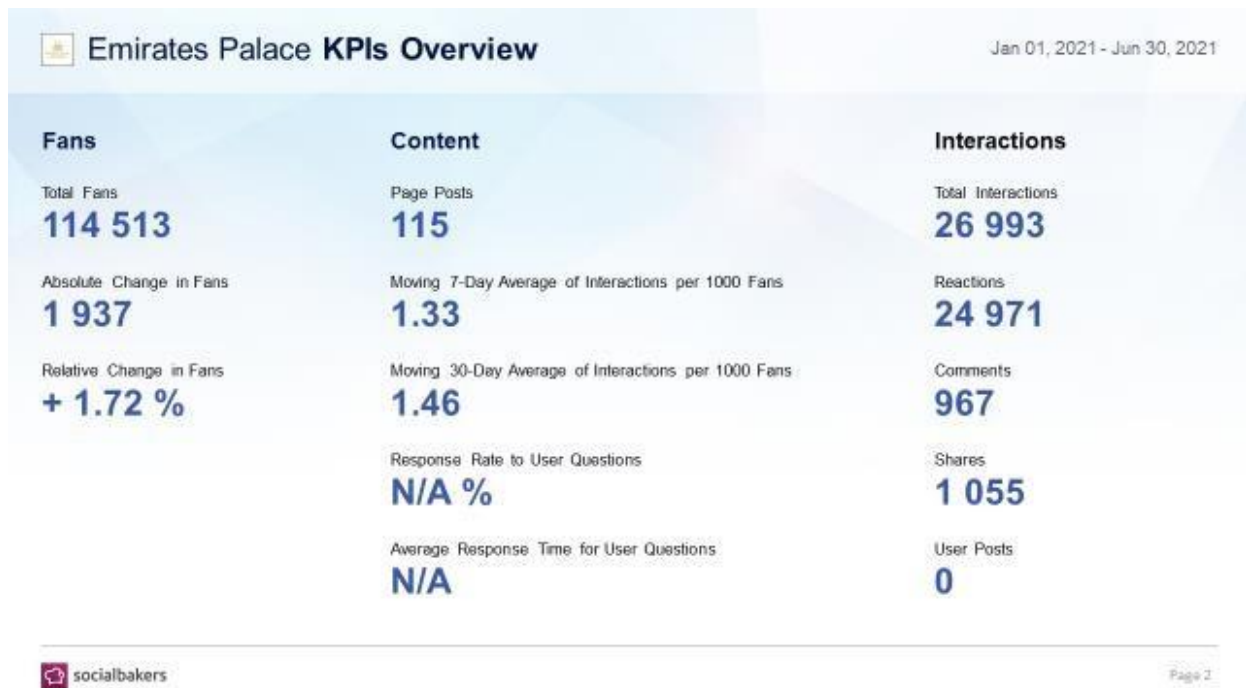 Emirates Palace KPIs Overview
Jan 01, 2021 - Jun 30, 2021
Fans
Total Fans
114 513
Absolute Change in Fans
1 937
Relative Change in Fans
+ 1.72 %
Content
Page Posts
115
Moving 7-Day Average of Interactions per 1000 Fans
1.33
Moving 30-Day Average of Interactions per 1000 Fans
1.46
Response Rate to User Questions
N/A %
Average Response Time for User Questions
N/A
Interactions
Total Interactions
26 993
Reactions
24 971
Comments
967
Shares
1 055
User Posts
0
socialbakers
Page 2